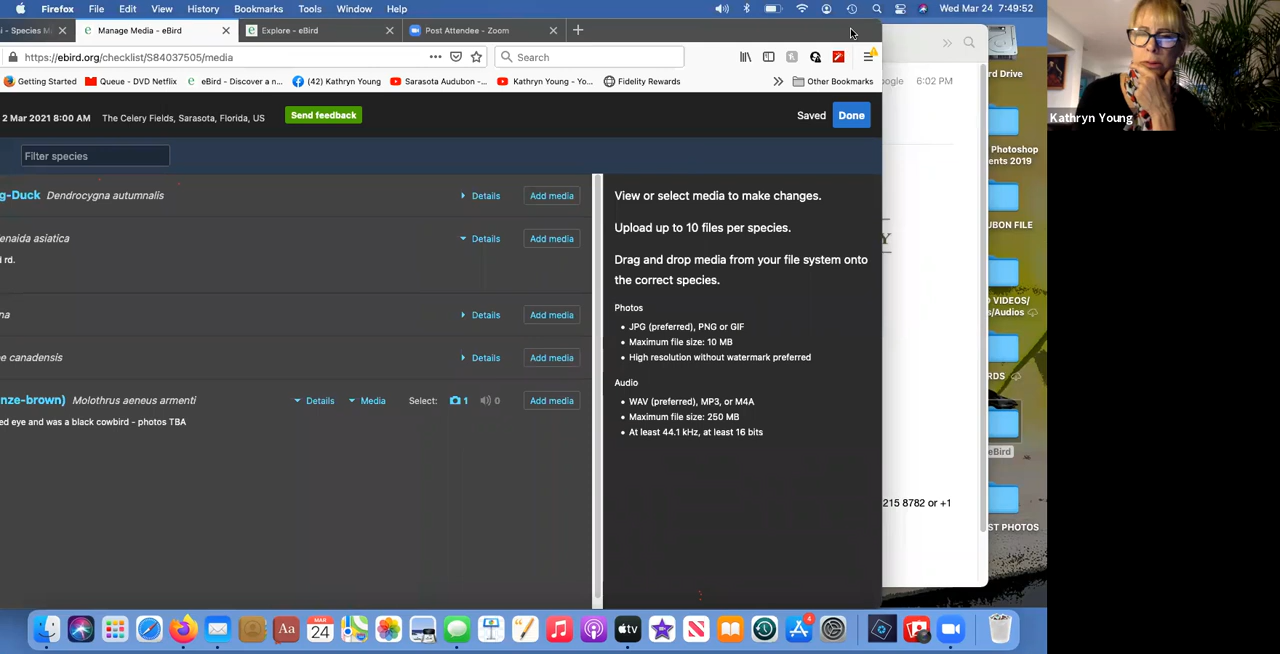 Firefox File Edit View History Bookmarks Tools Window Help Wed Mar 24 7:49:52
i - Species M Manage Media - eBird Explore - eBird Post Attendee - Zoom
https://ebird.org/checklist/S84037505/media Search
Getting Started Queue - DVD Netflix eBird - Discover a n... (42) Kathryn Young Sarasota Audubon -... Kathryn Young - Yo... Fidelity Rewards Other Bookmarks
2 Mar 2021 8:00 AM The Celery Fields, Sarasota, Florida, US Send feedback Saved Done
Filter species
g-Duck Dendrocygna autumnalis Details Add media
enaida asiatica Details Add media
rd.
na Details Add media
e canadensis Details Add media
nze-brown) Molothrus aeneus armenti Details Media Select: 1 0 Add media
ed eye and was a black cowbird - photos TBA
View or select media to make changes.
Upload up to 10 files per species.
Drag and drop media from your file system onto
the correct species.
Photos
• JPG (preferred), PNG or GIF
• Maximum file size: 10 MB
• High resolution without watermark preferred
Audio
• WAV (preferred), MP3, or M4A
• Maximum file size: 250 MB
• At least 44.1 kHz, at least 16 bits
oogle 6:02 PM
Y
215 8782 or +1
rd Drive
Photoshop
ents 2019
UBON FILE
D VIDEOS/
s/Audios
RDS
eBird
ST PHOTOS
Kathryn Young
MAR
24
Aa
4